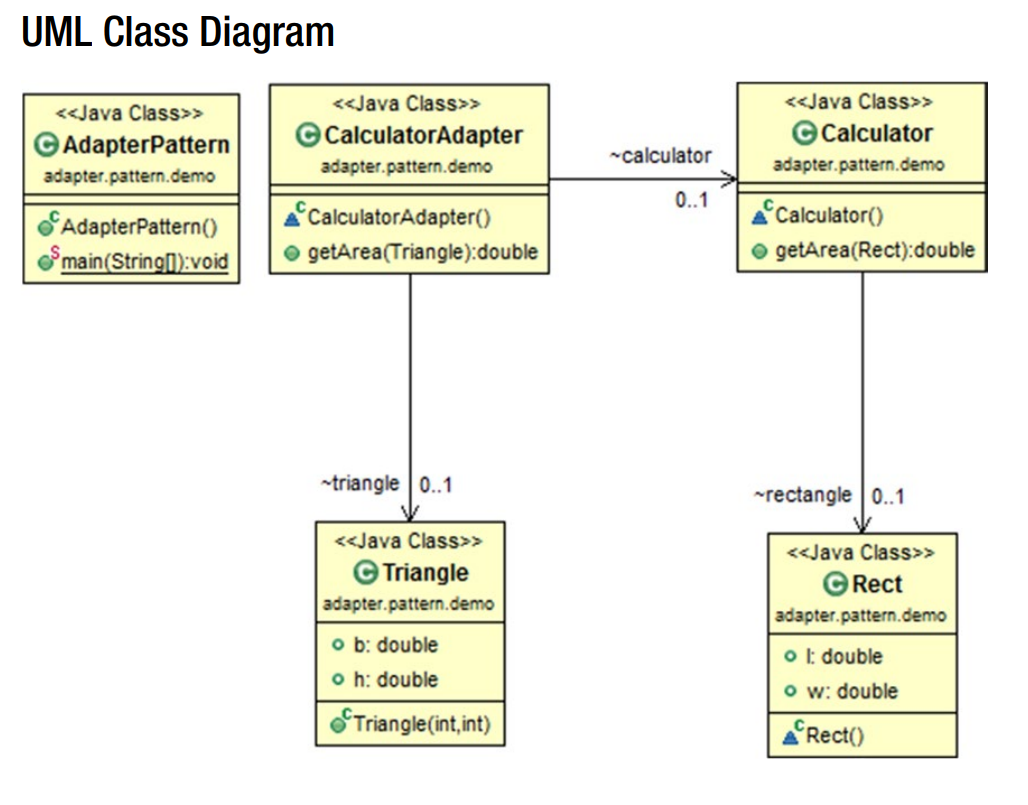 UML Class Diagram
<<Java Class>>
AdapterPattern
adapter.pattern.demo
AdapterPattern()
main(String[]):void
<<Java Class>>
CalculatorAdapter
adapter.pattern.demo
CalculatorAdapter()
getArea(Triangle):double
~calculator
0..1
<<Java Class>>
Calculator
adapter.pattern.demo
Calculator()
getArea(Rect):double
~triangle 0..1
<<Java Class>>
Triangle
adapter.pattern.demo
b: double
h: double
Triangle(int,int)
~rectangle 0..1
<<Java Class>>
Rect
adapter.pattern.demo
l: double
w: double
Rect()